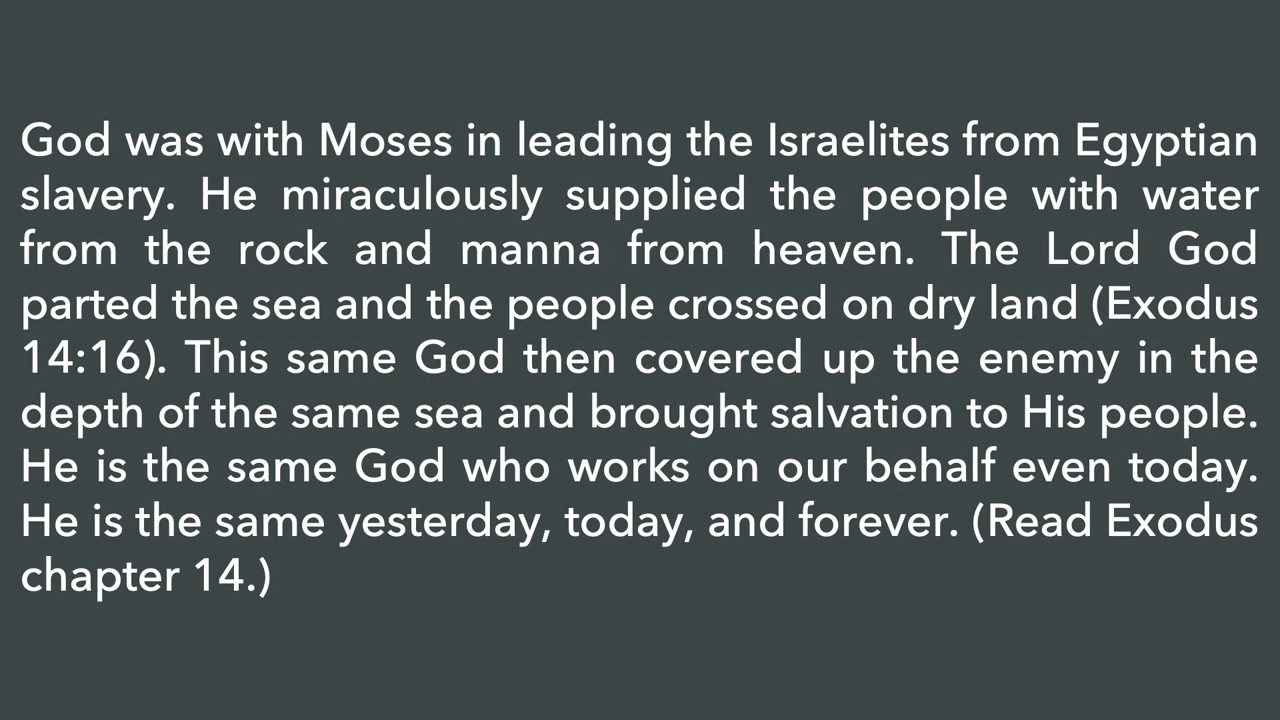 God was with Moses in leading the Israelites from Egyptian
slavery. He miraculously supplied the people with water
from the rock and manna from heaven. The Lord God
parted the sea and the people crossed on dry land (Exodus
14:16). This same God then covered up the enemy in the
depth of the same sea and brought salvation to His people.
He is the same God who works on our behalf even today.
He is the same yesterday, today, and forever. (Read Exodus
chapter 14.)